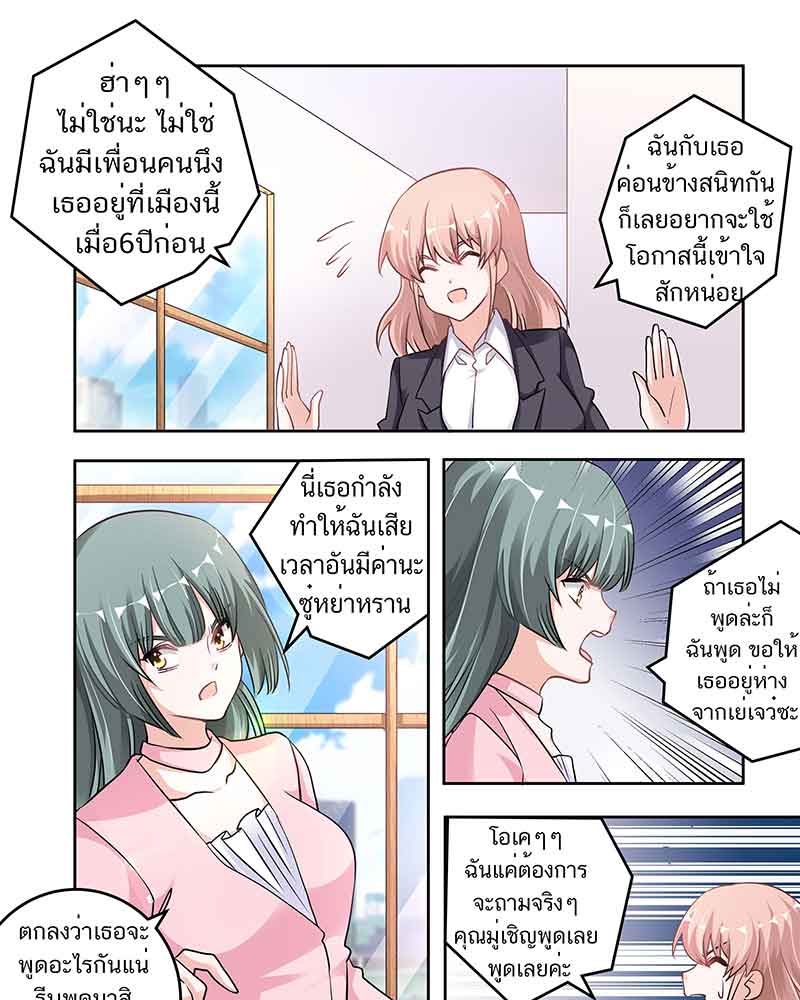 ฮ่าๆๆ
ไม่ใช่นะ ไม่ใช่
ฉันมีเพื่อนคนนึง
เธออยู่ที่เมืองนี้
เมื่อ6ปีก่อน
ฉันกับเธอ
ค่อนข้างสนิทกัน
ก็เลยอยากจะใช้
โอกาสนี้เข้าใจ
สักหน่อย
นี่เธอกำลัง
ทำให้ฉันเสีย
เวลาอันมีค่านะ
ซู๋หย่าหราน
ถ้าเธอไม่
พูดล่ะก็
ฉันพูด ขอให้
เธออยู่ห่าง
จากเย่เจว๋ซะ
ตกลงว่าเธอจะ
พูดอะไรกันแน่
รีบพูดมาสิ
โอเคๆๆ
ฉันแค่ต้องการ
จะถามจริงๆ
คุณมู่เชิญพูดเลย
พูดเลยค่ะ